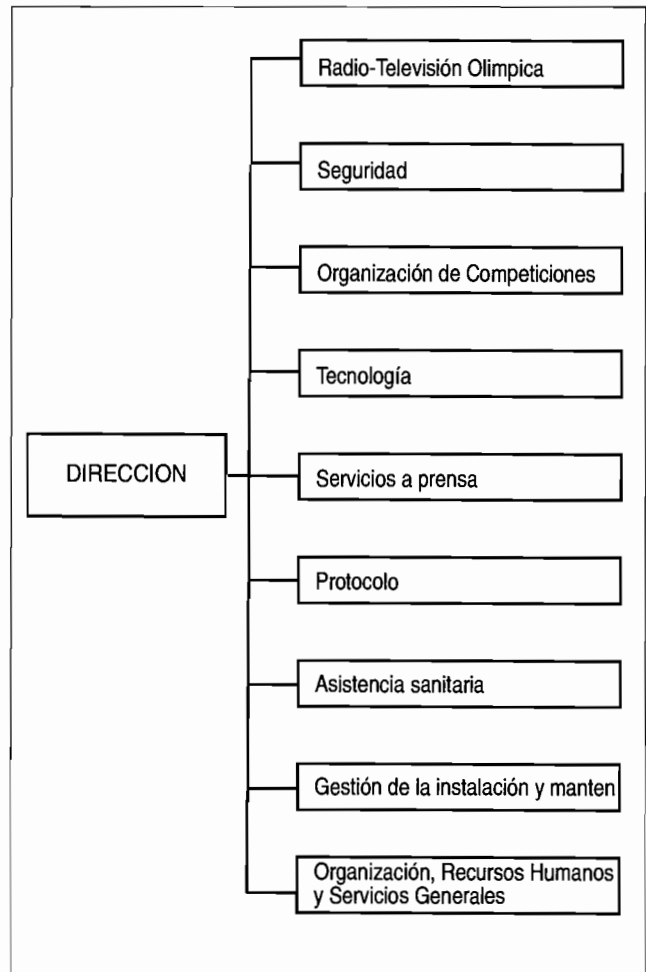 Radio-Televisión Olimpica
Seguridad
Organización de Competiciones
Tecnología
DIRECCION
Servicios a prensa
Protocolo
Asistencia sanitaria
Gestión de la instalación y manten
Organización, Recursos Humanos
y Servicios Generales